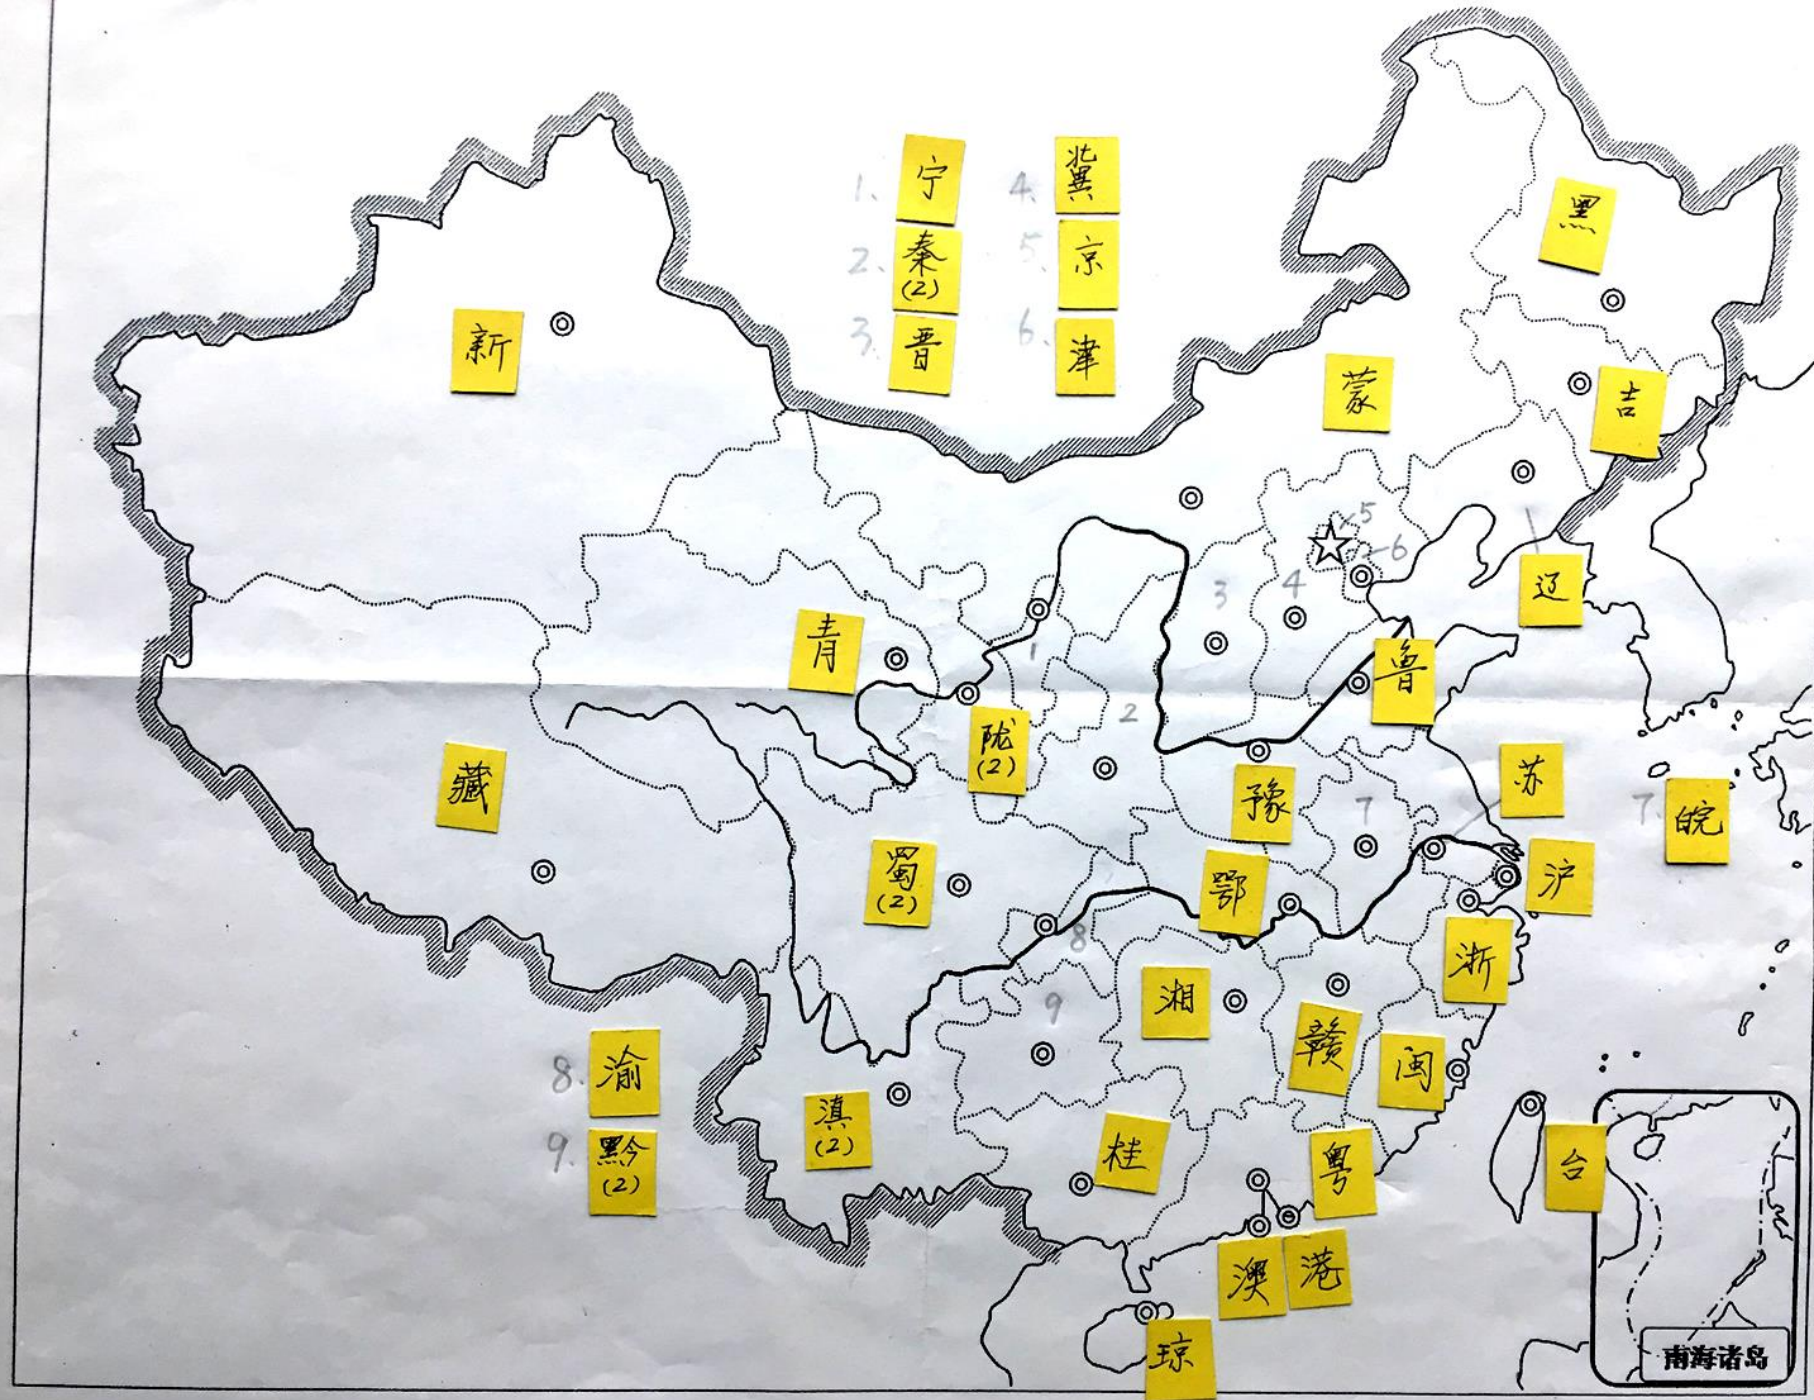 黑
1. 宁
4. 冀
2. 秦
(2)
5. 京
3. 晋
6. 津
新
蒙
吉
5
6
辽
3
4
青
1
鲁
2
陇
(2)
藏
苏
豫
7
7. 皖
蜀
(2)
鄂
沪
8
浙
湘
9
赣
闽
8. 渝
滇
(2)
9. 黔
(2)
桂
粤
台
澳
港
琼
南海诸岛